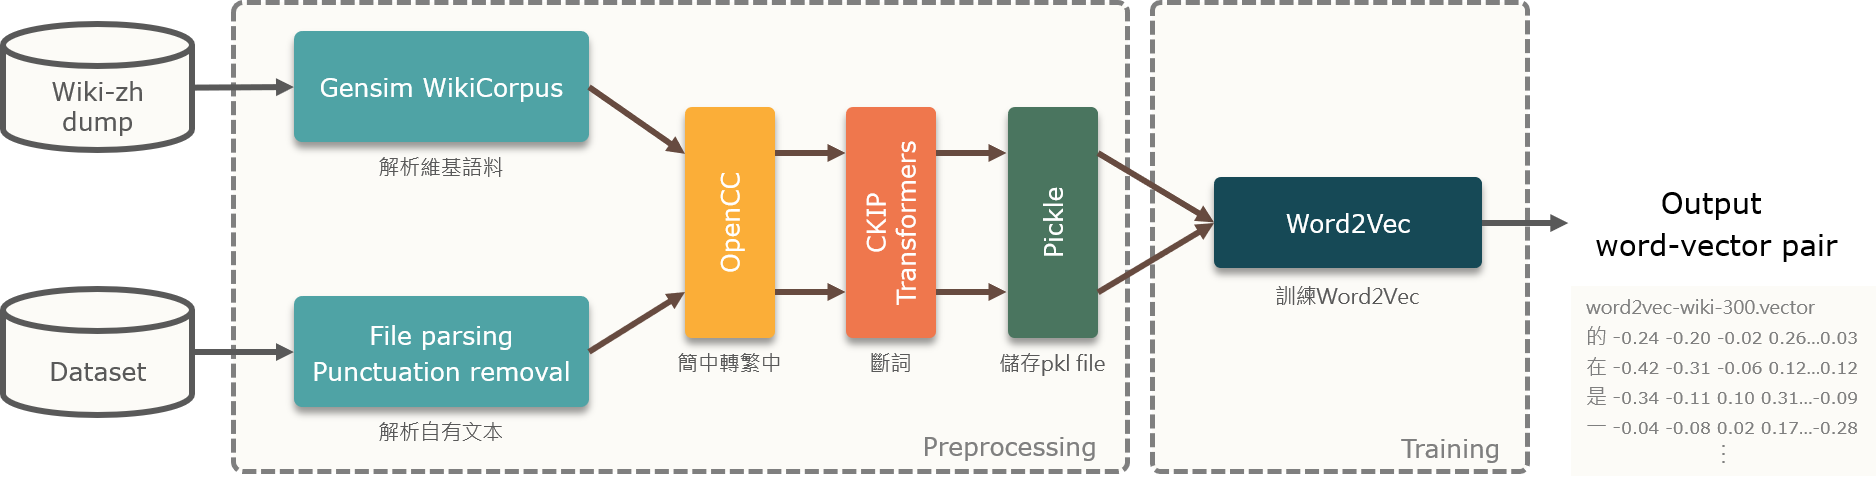 Wiki-zh
dump
Gensim WikiCorpus
解析維基語料
Dataset
File parsing
Punctuation removal
解析自有文本
OpenCC
簡中轉繁中
CKIP
Transformers
斷詞
Pickle
儲存pkl file
Preprocessing
Word2Vec
訓練Word2Vec
Training
Output
word-vector pair
word2vec-wiki-300.vector
的 -0.24 -0.20 -0.02 0.26...0.03
在 -0.42 -0.31 -0.06 0.12...0.12
是 -0.34 -0.11 0.10 0.31...-0.09
一 -0.04 -0.08 0.02 0.17...-0.28
⋮